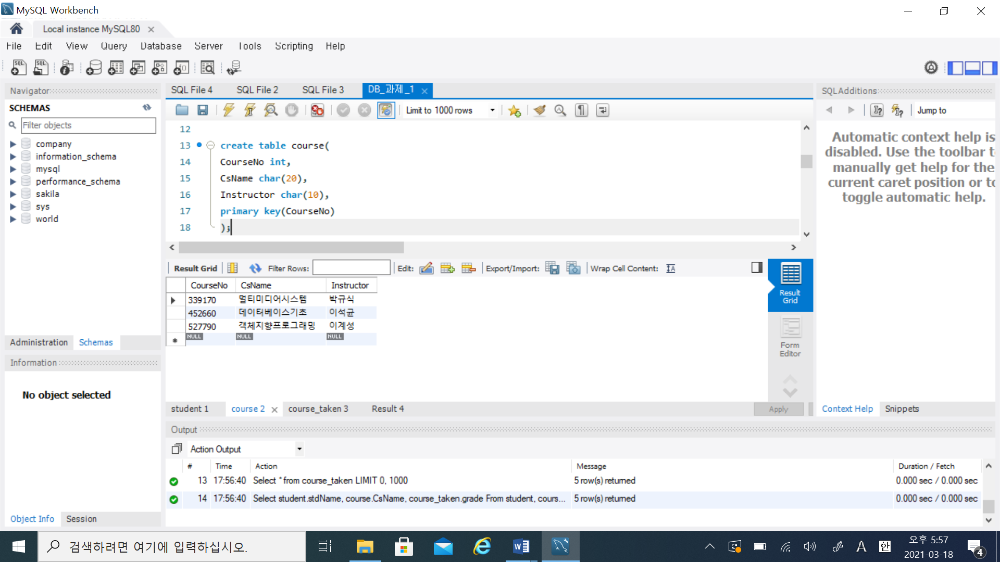 MySQL Workbench
Local instance MySQL80
File Edit View Query Database Server Tools Scripting Help
Navigator
SCHEMAS
Filter objects
company
information_schema
mysql
performance_schema
sakila
sys
world
Administration Schemas
Information
No object selected
Object Info Session
SQL File 4 SQL File 2 SQL File 3 DB_과제_1
Limit to 1000 rows
12
13 create table course(
14 CourseNo int,
15 CsName char(20),
16 Instructor char(10),
17 primary key(CourseNo)
18 );
Result Grid Filter Rows: Edit: Export/Import: Wrap Cell Content:
CourseNo CsName Instructor
339170 멀티미디어시스템 박규식
452660 데이터베이스기초 이석균
527790 객체지향프로그래밍 이계성
NULL NULL NULL
Result Grid
Form Editor
student 1 course 2 course_taken 3 Result 4
Apply
Output
Action Output
# Time Action Message Duration / Fetch
13 17:56:40 Select * from course_taken LIMIT 0, 1000 5 row(s) returned 0.000 sec / 0.000 sec
14 17:56:40 Select student.stdName, course.CsName, course_taken.grade From student, cours... 5 row(s) returned 0.000 sec / 0.000 sec
SQLAdditions
Jump to
Automatic context help is
disabled. Use the toolbar t
manually get help for the
current caret position or to
toggle automatic help.
Context Help Snippets
검색하려면 여기에 입력하십시오.
A 한
오후 5:57
2021-03-18
4